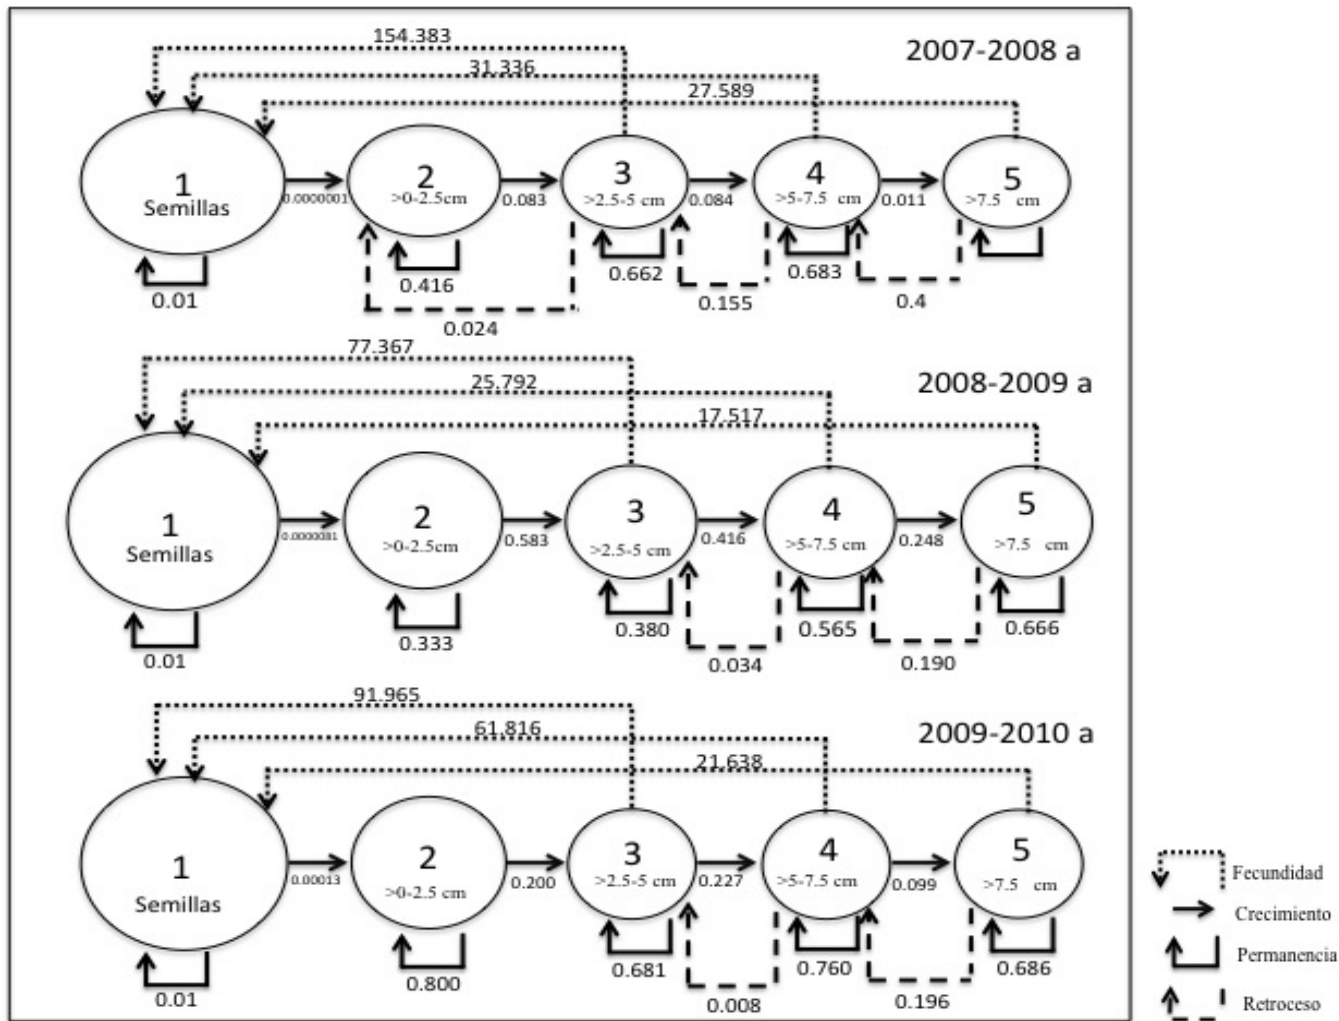 154.383
2007-2008 a
31.336
27.589
1
Semillas
0.0000001
2
>0-2.5cm
0.083
3
>2.5-5 cm
0.084
4
>5-7.5 cm
0.011
5
>7.5 cm
0.01
0.416
0.024
0.662
0.155
0.683
0.4
77.367
2008-2009 a
25.792
17.517
1
Semillas
0.0000081
2
>0-2.5cm
0.583
3
>2.5-5 cm
0.416
4
>5-7.5 cm
0.248
5
>7.5 cm
0.01
0.333
0.380
0.034
0.565
0.190
0.666
91.965
2009-2010 a
61.816
21.638
1
Semillas
0.00013
2
>0-2.5 cm
0.200
3
>2.5-5 cm
0.227
4
>5-7.5 cm
0.099
5
>7.5 cm
0.01
0.800
0.681
0.008
0.760
0.196
0.686
Fecundidad
Crecimiento
Permanencia
Retroceso